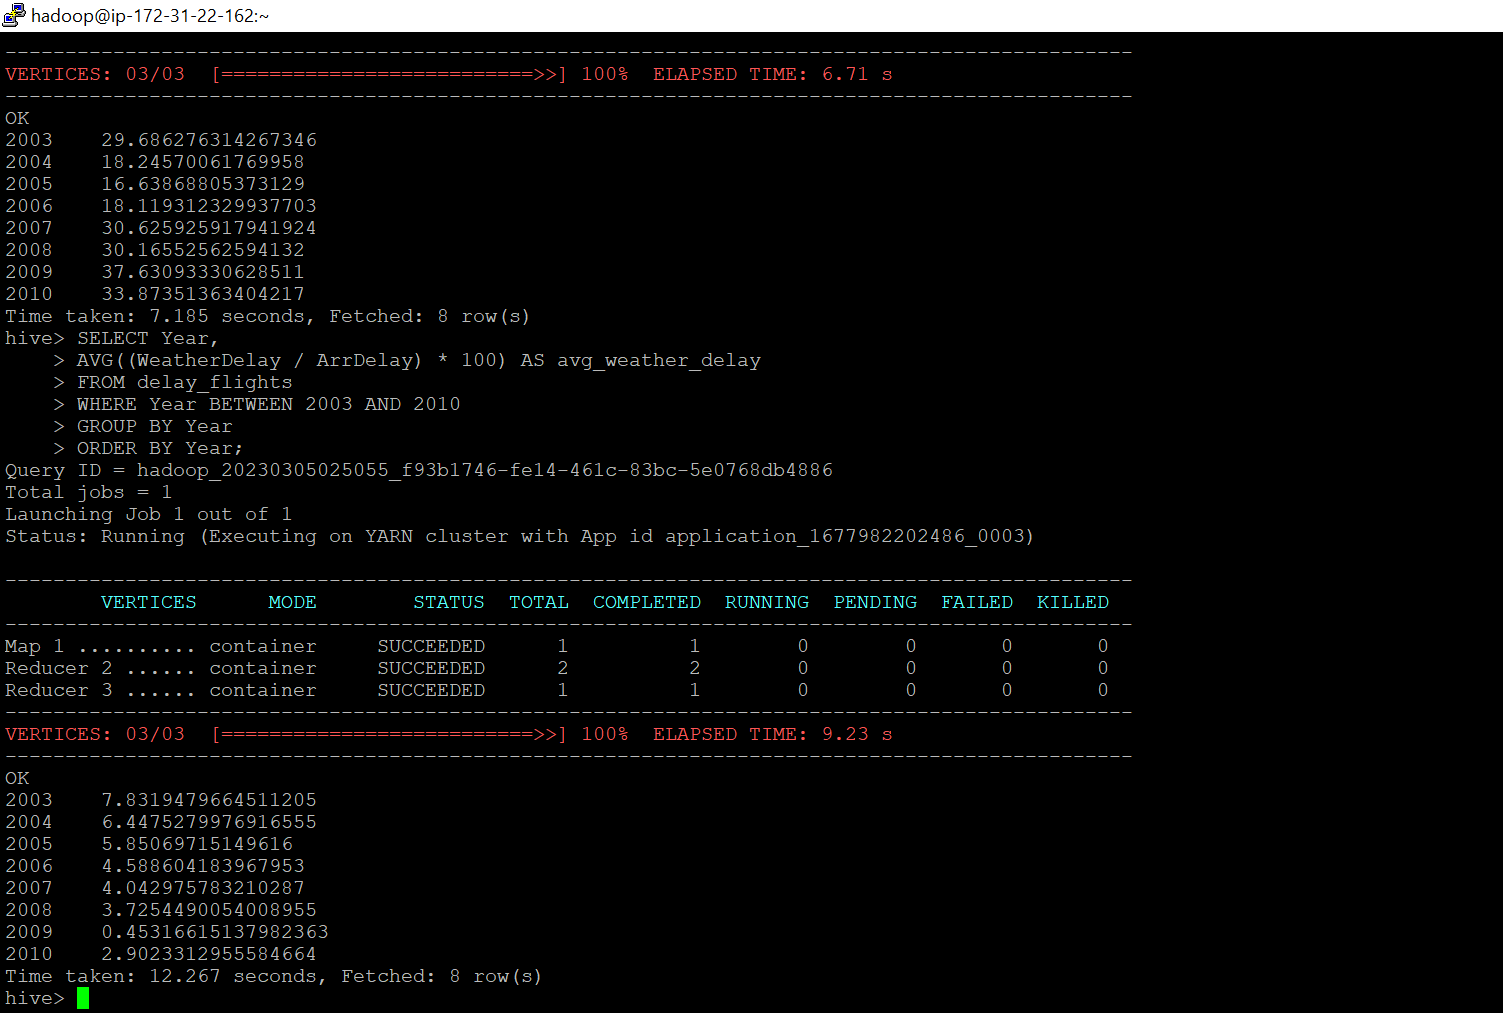 hadoop@ip-172-31-22-162:~
----------------------------------------------------------------------------------------------
VERTICES: 03/03  [==========================>>] 100%  ELAPSED TIME: 6.71 s
----------------------------------------------------------------------------------------------
OK
2003    29.686276314267346
2004    18.24570061769958
2005    16.63868805373129
2006    18.119312329937703
2007    30.625925917941924
2008    30.16552562594132
2009    37.63093330628511
2010    33.87351363404217
Time taken: 7.185 seconds, Fetched: 8 row(s)
hive> SELECT Year,
    > AVG((WeatherDelay / ArrDelay) * 100) AS avg_weather_delay
    > FROM delay_flights
    > WHERE Year BETWEEN 2003 AND 2010
    > GROUP BY Year
    > ORDER BY Year;
Query ID = hadoop_20230305025055_f93b1746-fe14-461c-83bc-5e0768db4886
Total jobs = 1
Launching Job 1 out of 1
Status: Running (Executing on YARN cluster with App id application_1677982202486_0003)
----------------------------------------------------------------------------------------------
        VERTICES      MODE        STATUS  TOTAL  COMPLETED  RUNNING  PENDING  FAILED  KILLED
----------------------------------------------------------------------------------------------
Map 1 .......... container     SUCCEEDED      1          1        0        0       0       0
Reducer 2 ...... container     SUCCEEDED      2          2        0        0       0       0
Reducer 3 ...... container     SUCCEEDED      1          1        0        0       0       0
----------------------------------------------------------------------------------------------
VERTICES: 03/03  [==========================>>] 100%  ELAPSED TIME: 9.23 s
----------------------------------------------------------------------------------------------
OK
2003    7.8319479664511205
2004    6.4475279976916555
2005    5.85069715149616
2006    4.588604183967953
2007    4.042975783210287
2008    3.7254490054008955
2009    0.45316615137982363
2010    2.9023312955584664
Time taken: 12.267 seconds, Fetched: 8 row(s)
hive>